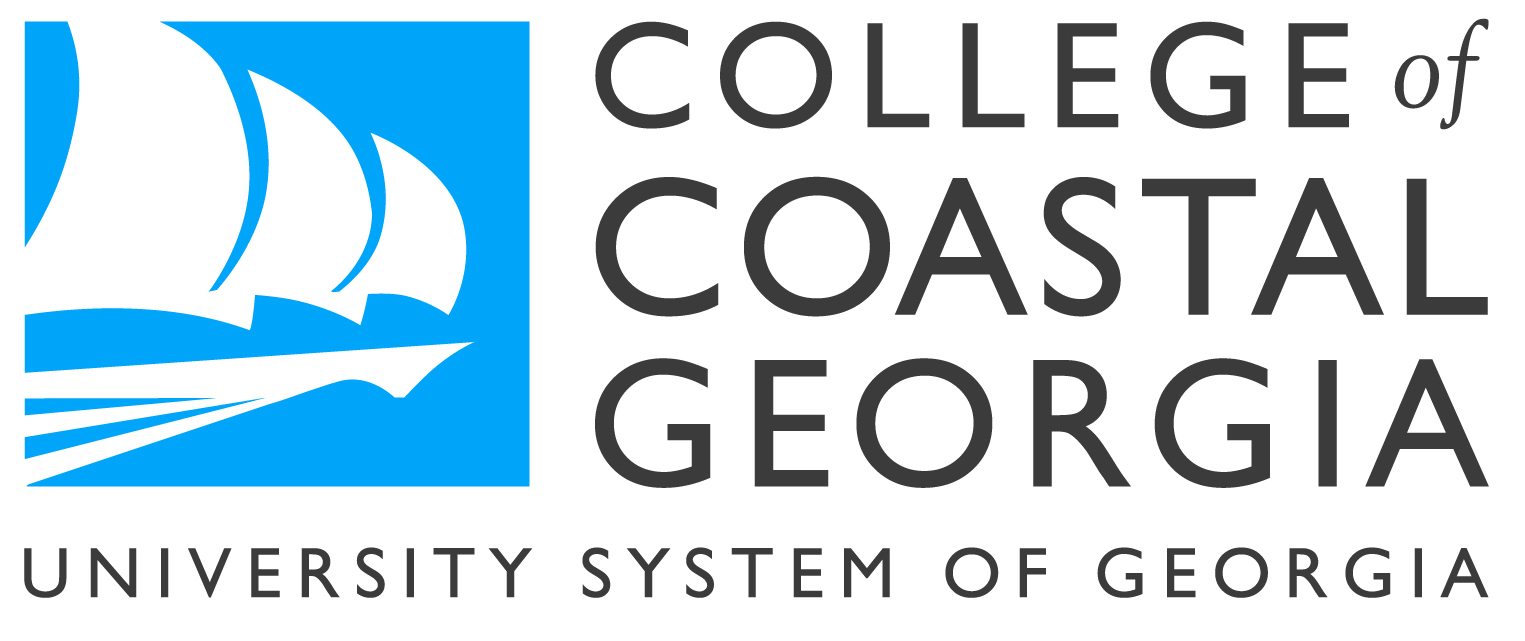 COLLEGE of
COASTAL
GEORGIA
UNIVERSITY SYSTEM OF GEORGIA